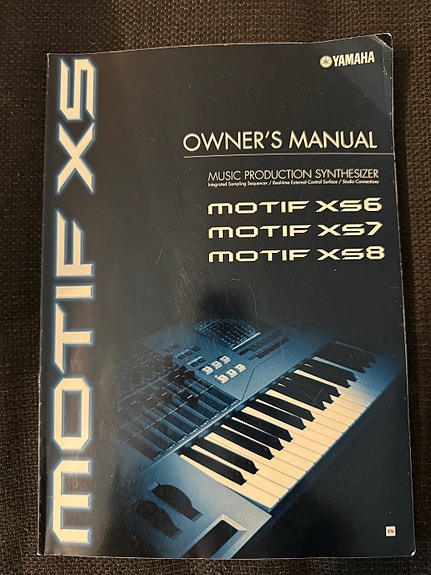 YAMAHA
OWNER'S MANUAL
MUSIC PRODUCTION SYNTHESIZER
Integrated Sampling Sequencer / Real-time External Control Surface / Studio Connections
MOTIF XS6
MOTIF XS7
MOTIF XS8
MOTIF XS
EN